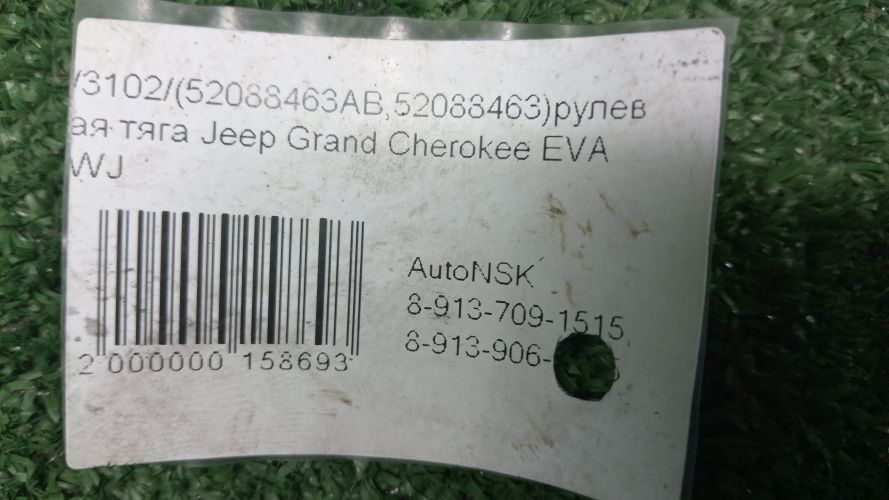 /3102/(52088463AB,52088463)рулев
ая тяга Jeep Grand Cherokee EVA
WJ
AutoNSK
8-913-709-1515,
8-913-906-
2 000000 158693